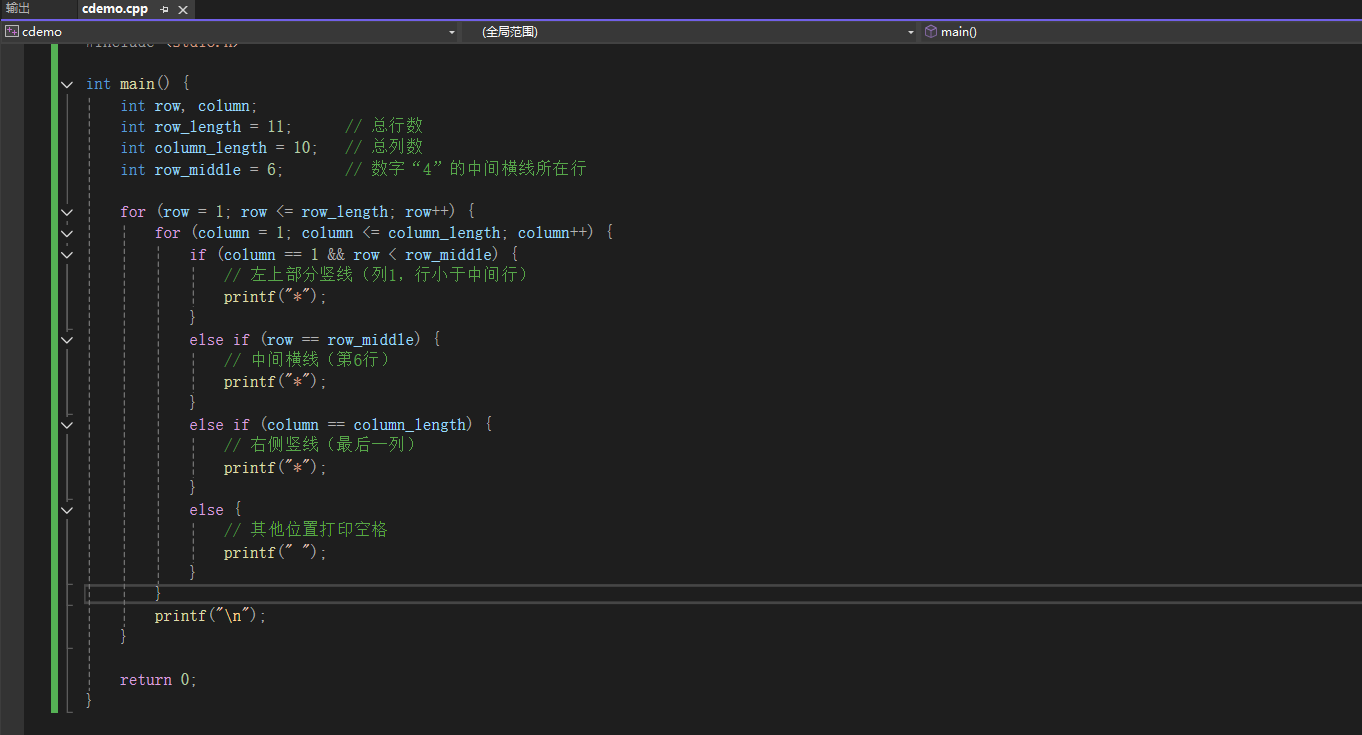 输出
cdemo.cpp
cdemo
(全局范围)
main()
#include <stdio.h>
int main() {
    int row, column;
    int row_length = 11;      // 总行数
    int column_length = 10;   // 总列数
    int row_middle = 6;       // 数字“4”的中间横线所在行
    for (row = 1; row <= row_length; row++) {
        for (column = 1; column <= column_length; column++) {
            if (column == 1 && row < row_middle) {
                // 左上部分竖线（列1，行小于中间行）
                printf("*");
            }
            else if (row == row_middle) {
                // 中间横线（第6行）
                printf("*");
            }
            else if (column == column_length) {
                // 右侧竖线（最后一列）
                printf("*");
            }
            else {
                // 其他位置打印空格
                printf(" ");
            }
        }
        printf("\n");
    }
    return 0;
}